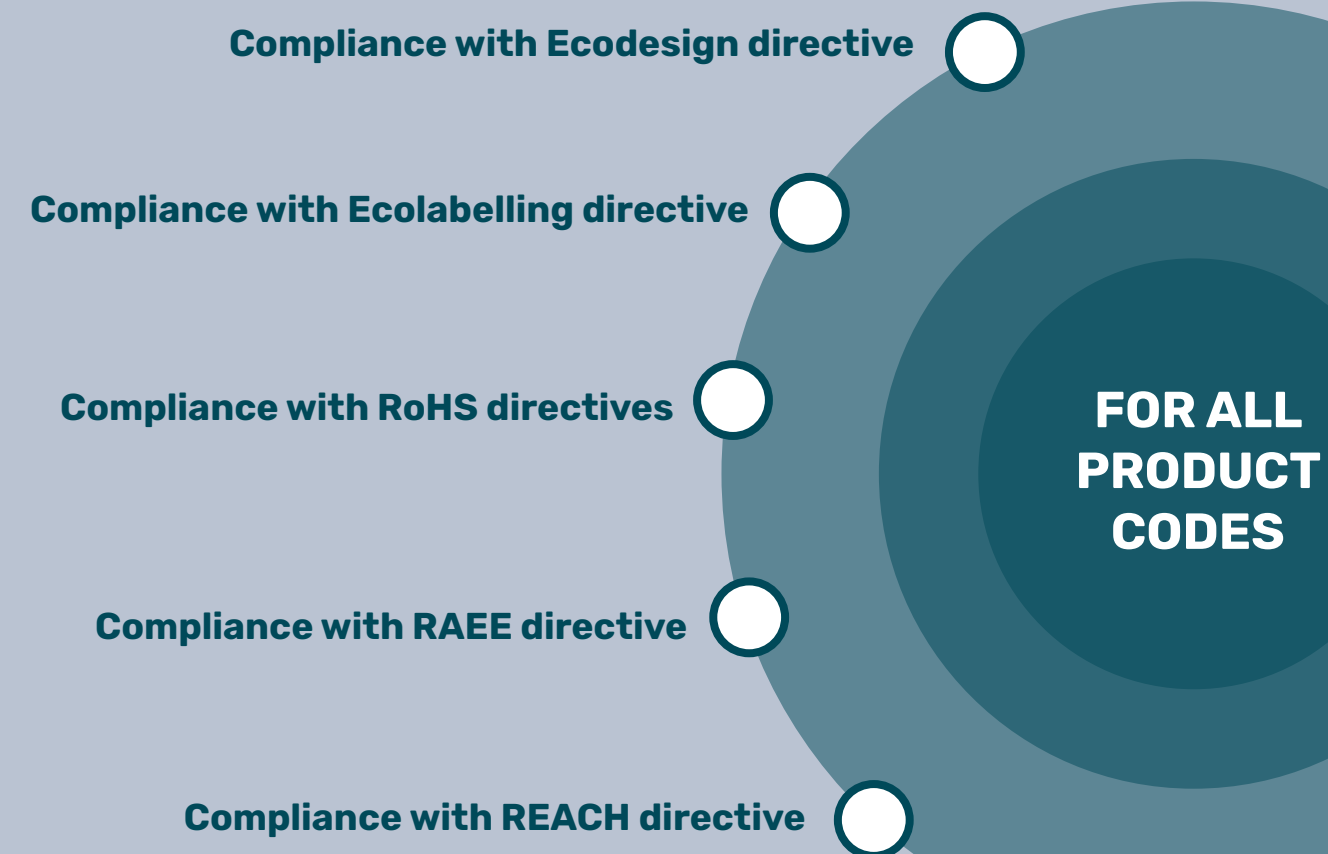 Compliance with Ecodesign directive
Compliance with Ecolabelling directive
Compliance with RoHS directives
Compliance with RAEE directive
Compliance with REACH directive
FOR ALL
PRODUCT
CODES